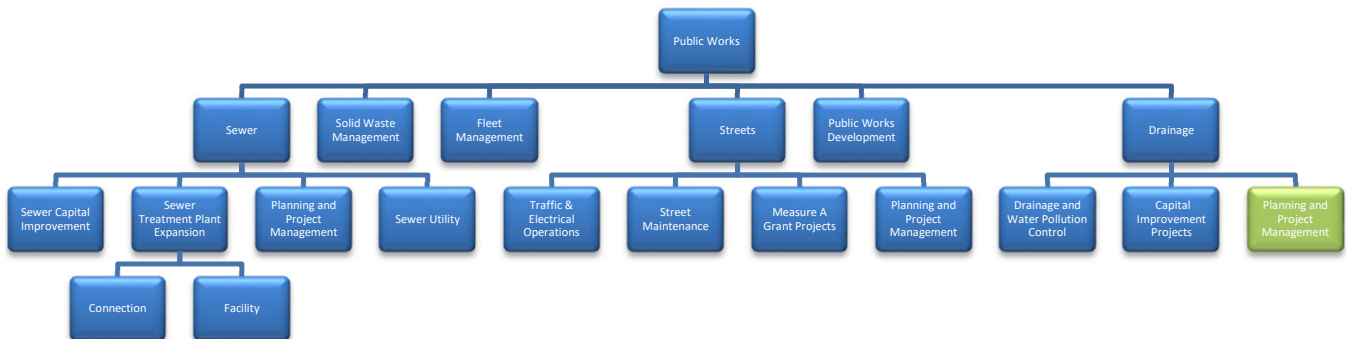 Public Works
Sewer
Solid Waste
Management
Fleet
Management
Streets
Public Works
Development
Drainage
Sewer Capital
Improvement
Sewer
Treatment Plant
Expansion
Planning and
Project
Management
Sewer Utility
Traffic &
Electrical
Operations
Street
Maintenance
Measure A
Grant Projects
Planning and
Project
Management
Drainage and
Water Pollution
Control
Capital
Improvement
Projects
Planning and
Project
Management
Connection
Facility